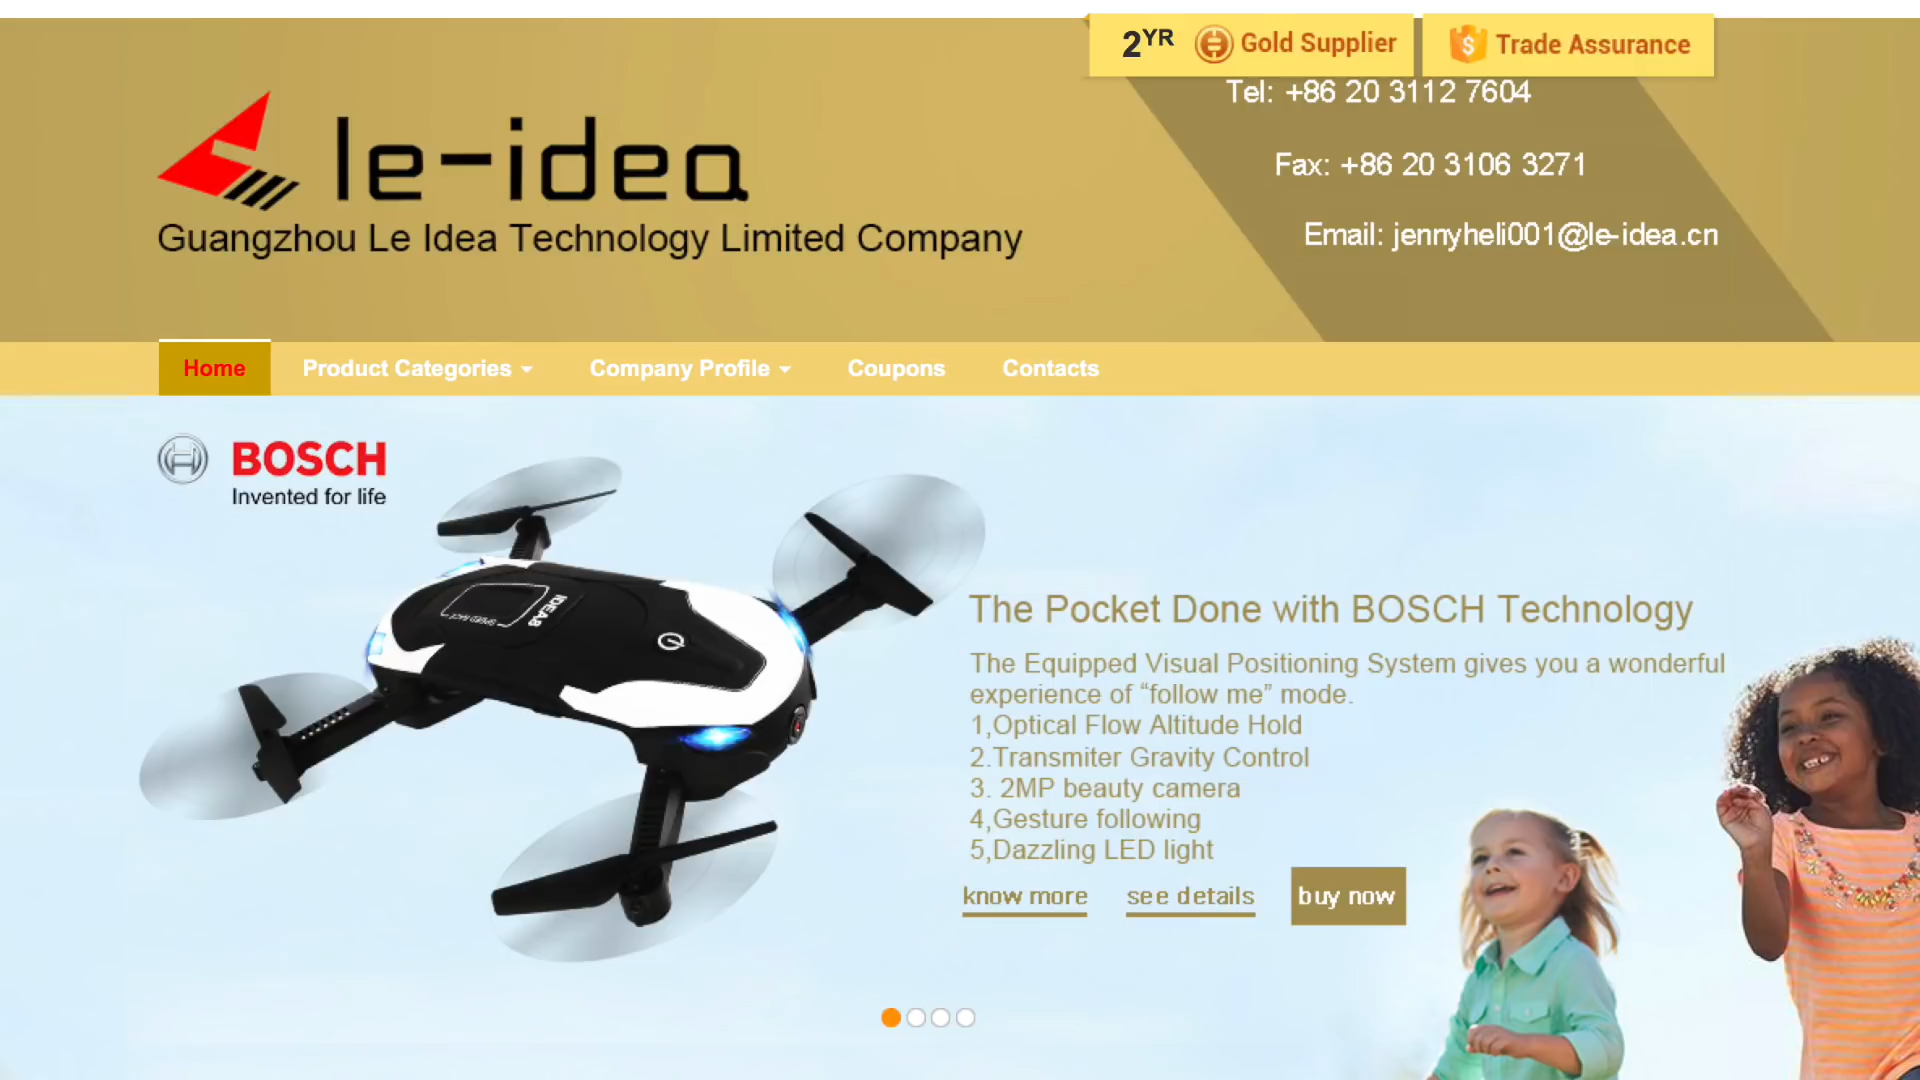 2YR Gold Supplier Trade Assurance
Tel: +86 20 3112 7604
le-idea
Fax: +86 20 3106 3271
Guangzhou Le Idea Technology Limited Company
Email: jennyheli001@le-idea.cn
Home Product Categories Company Profile Coupons Contacts
BOSCH
Invented for life
IDEA8
SPEED RACE
The Pocket Done with BOSCH Technology
The Equipped Visual Positioning System gives you a wonderful
experience of “follow me” mode.
1,Optical Flow Altitude Hold
2.Transmiter Gravity Control
3. 2MP beauty camera
4,Gesture following
5,Dazzling LED light
know more see details buy now